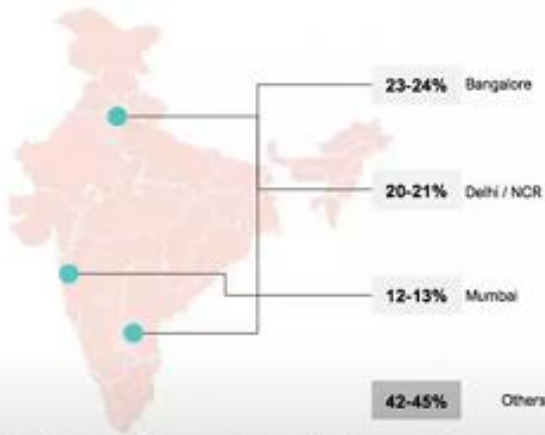 23-24% Bangalore
20-21% Delhi / NCR
12-13% Mumbai
42-45% Others